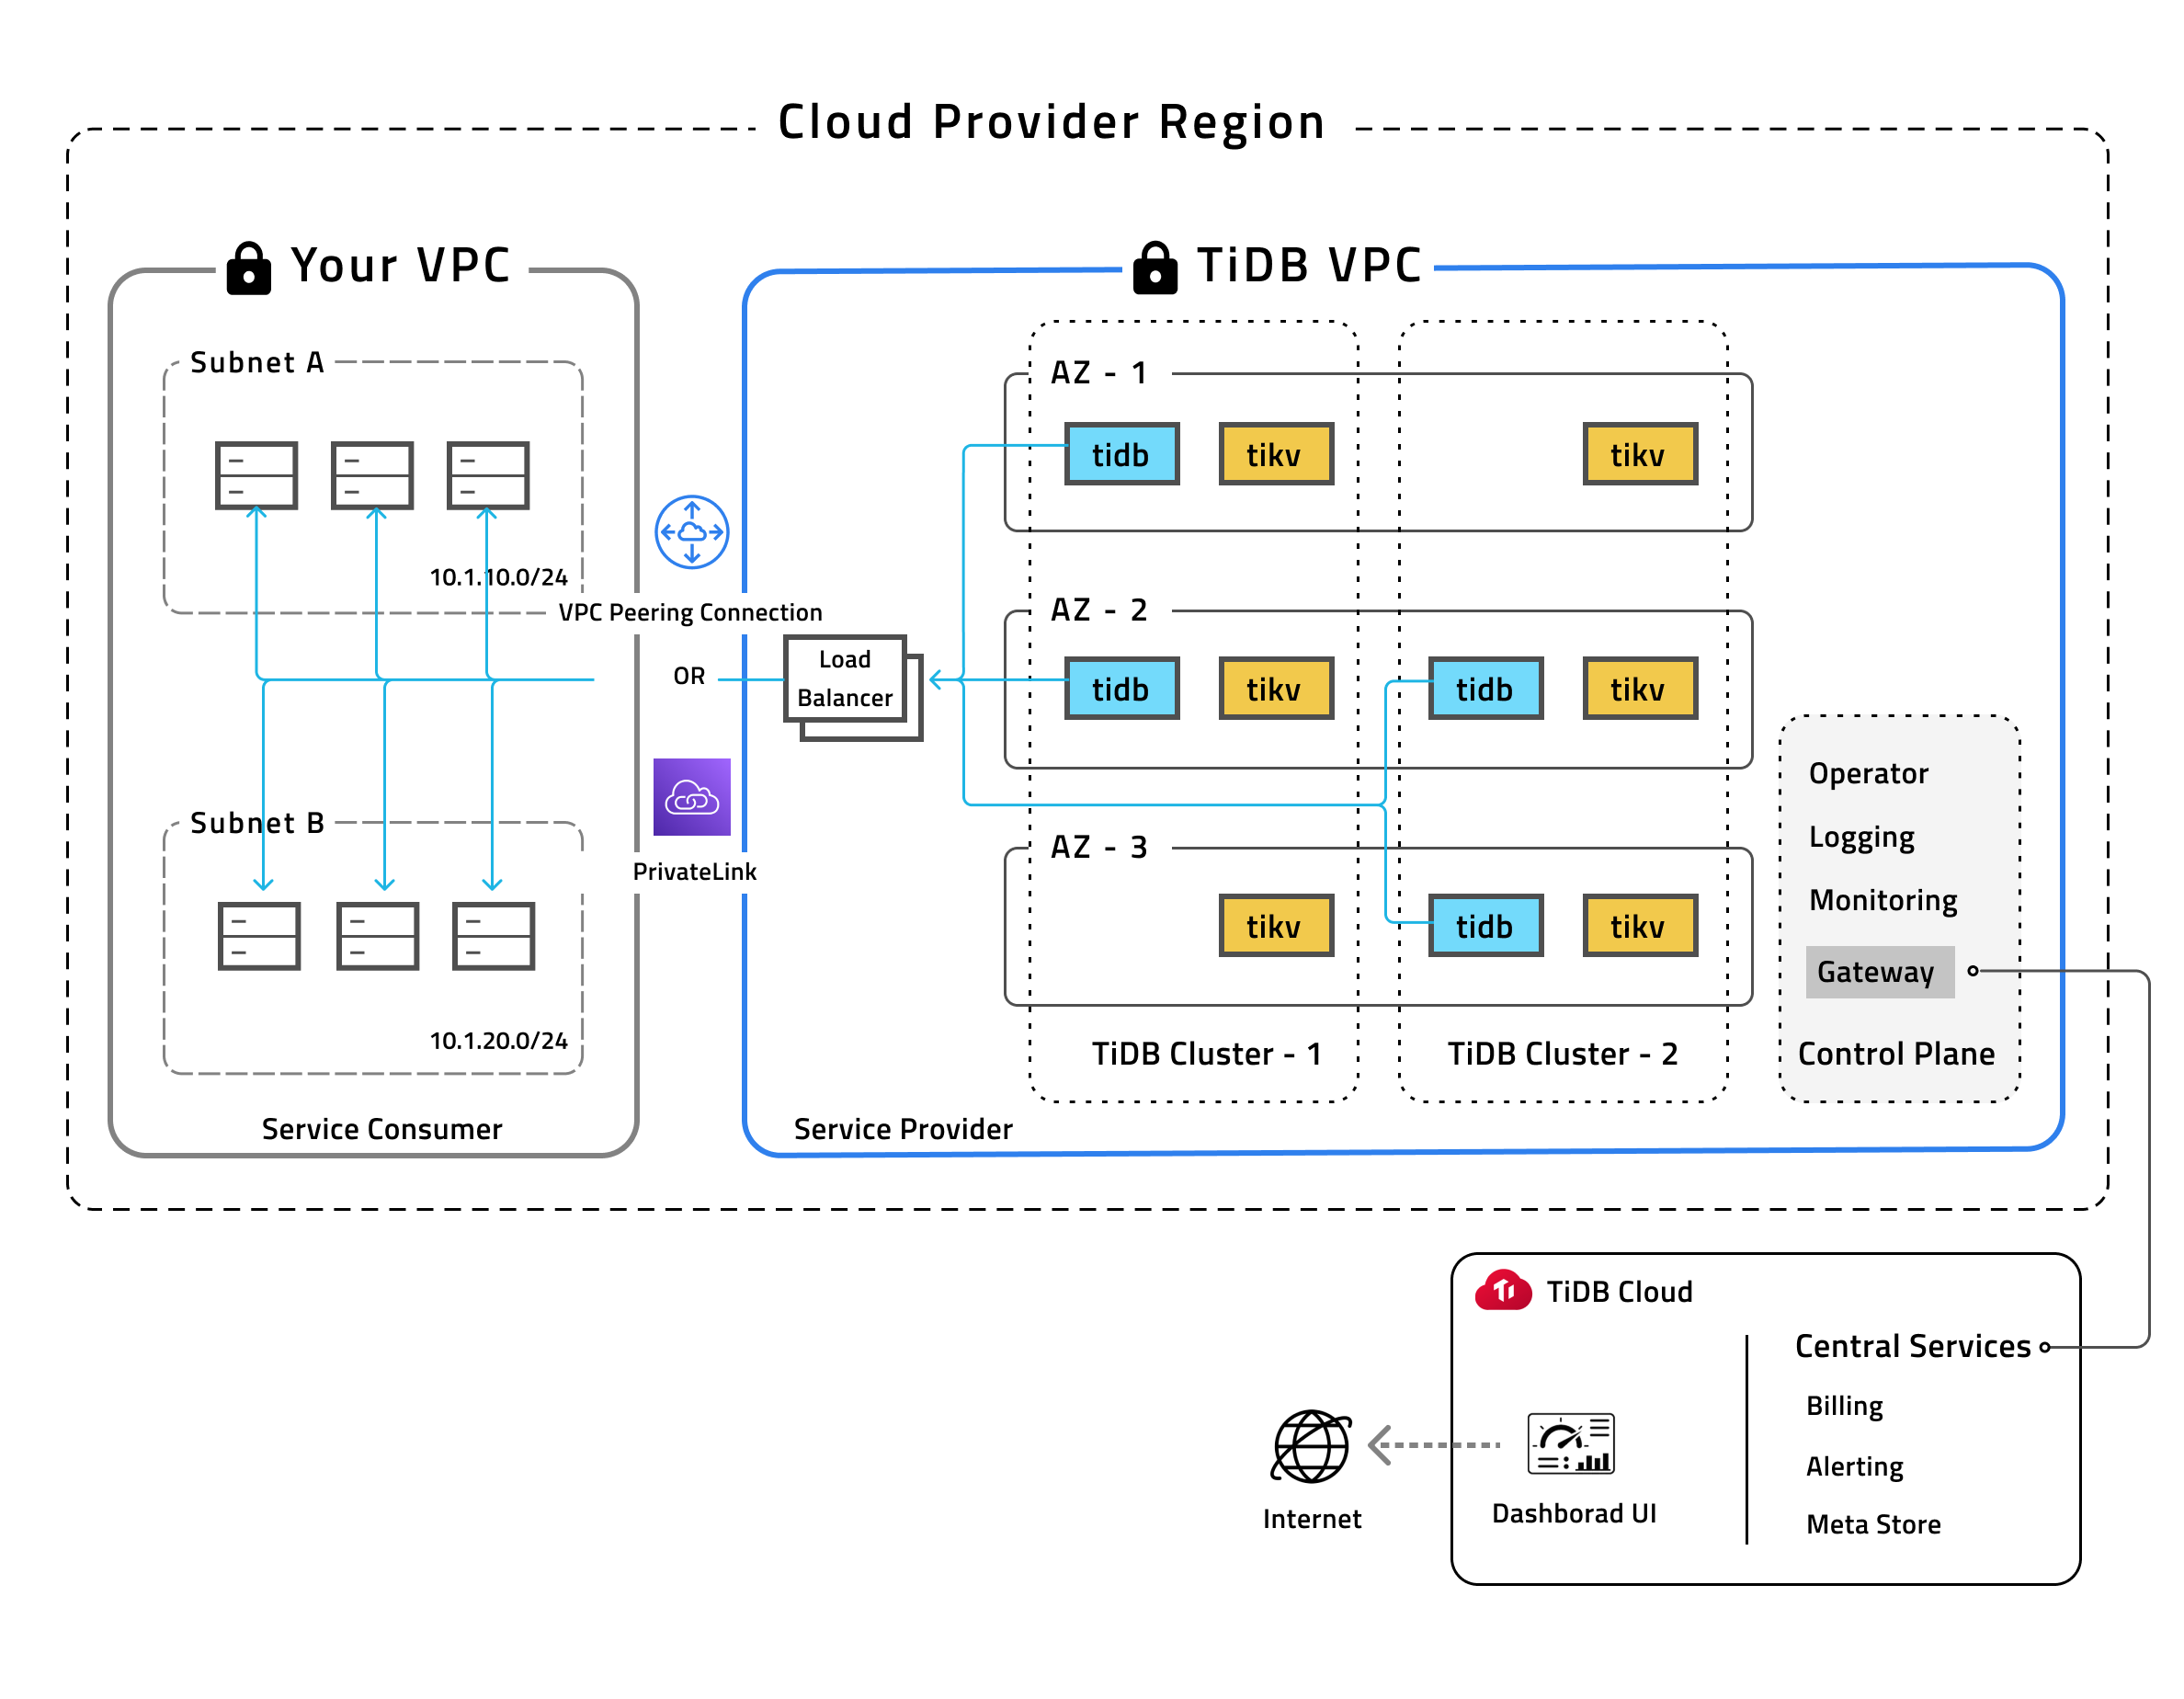 Cloud Provider Region
Your VPC
Subnet A
10.1.10.0/24
Subnet B
10.1.20.0/24
Service Consumer
VPC Peering Connection
OR
PrivateLink
TiDB VPC
Load
Balancer
AZ - 1
tidb
tikv
tikv
AZ - 2
tidb
tikv
tidb
tikv
AZ - 3
tikv
tidb
tikv
TiDB Cluster - 1
TiDB Cluster - 2
Operator
Logging
Monitoring
Gateway
Control Plane
Service Provider
TiDB Cloud
Central Services
Billing
Alerting
Meta Store
Dashborad UI
Internet